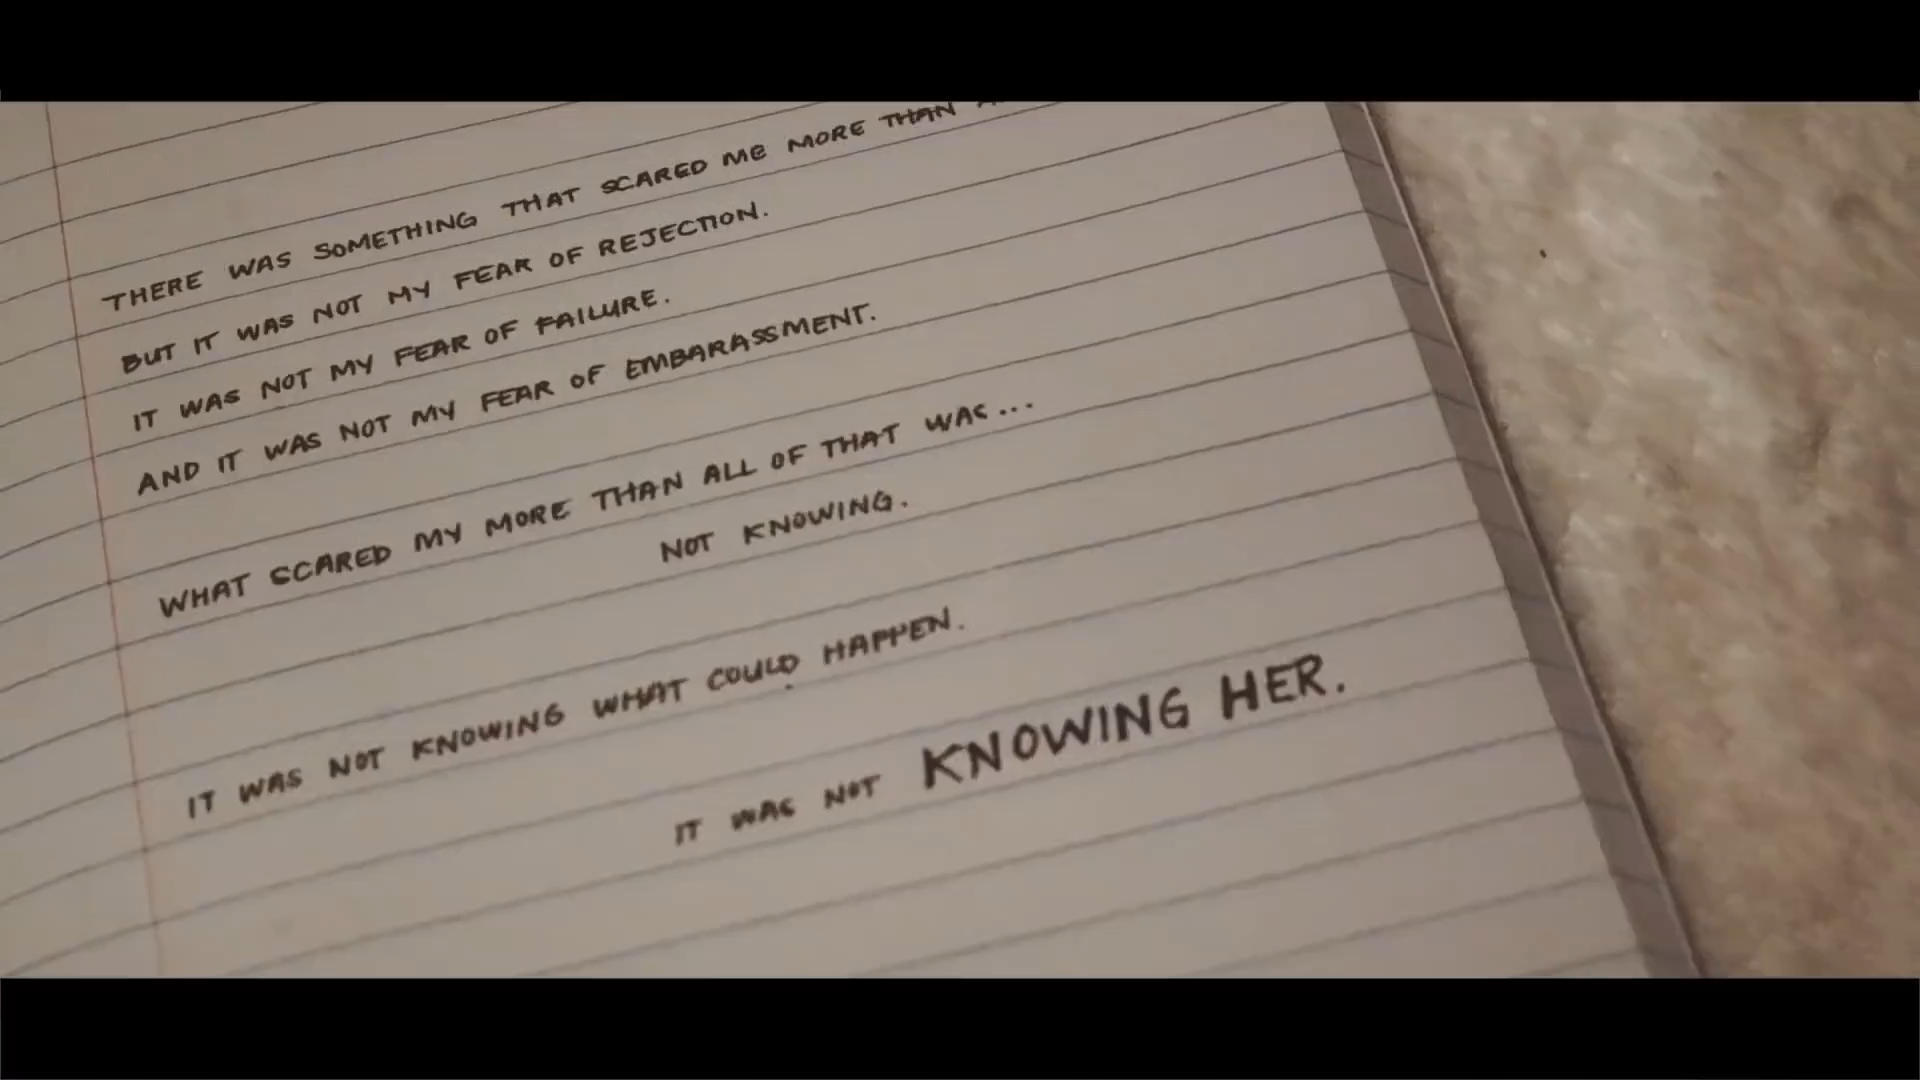 THERE WAS SOMETHING THAT SCARED ME MORE THAN
BUT IT WAS NOT MY FEAR OF REJECTION.
IT WAS NOT MY FEAR OF FAILURE.
AND IT WAS NOT MY FEAR OF EMBARASSMENT.
WHAT SCARED MY MORE THAN ALL OF THAT WAS...
NOT KNOWING.
IT WAS NOT KNOWING WHAT COULD HAPPEN.
IT WAS NOT KNOWING HER.